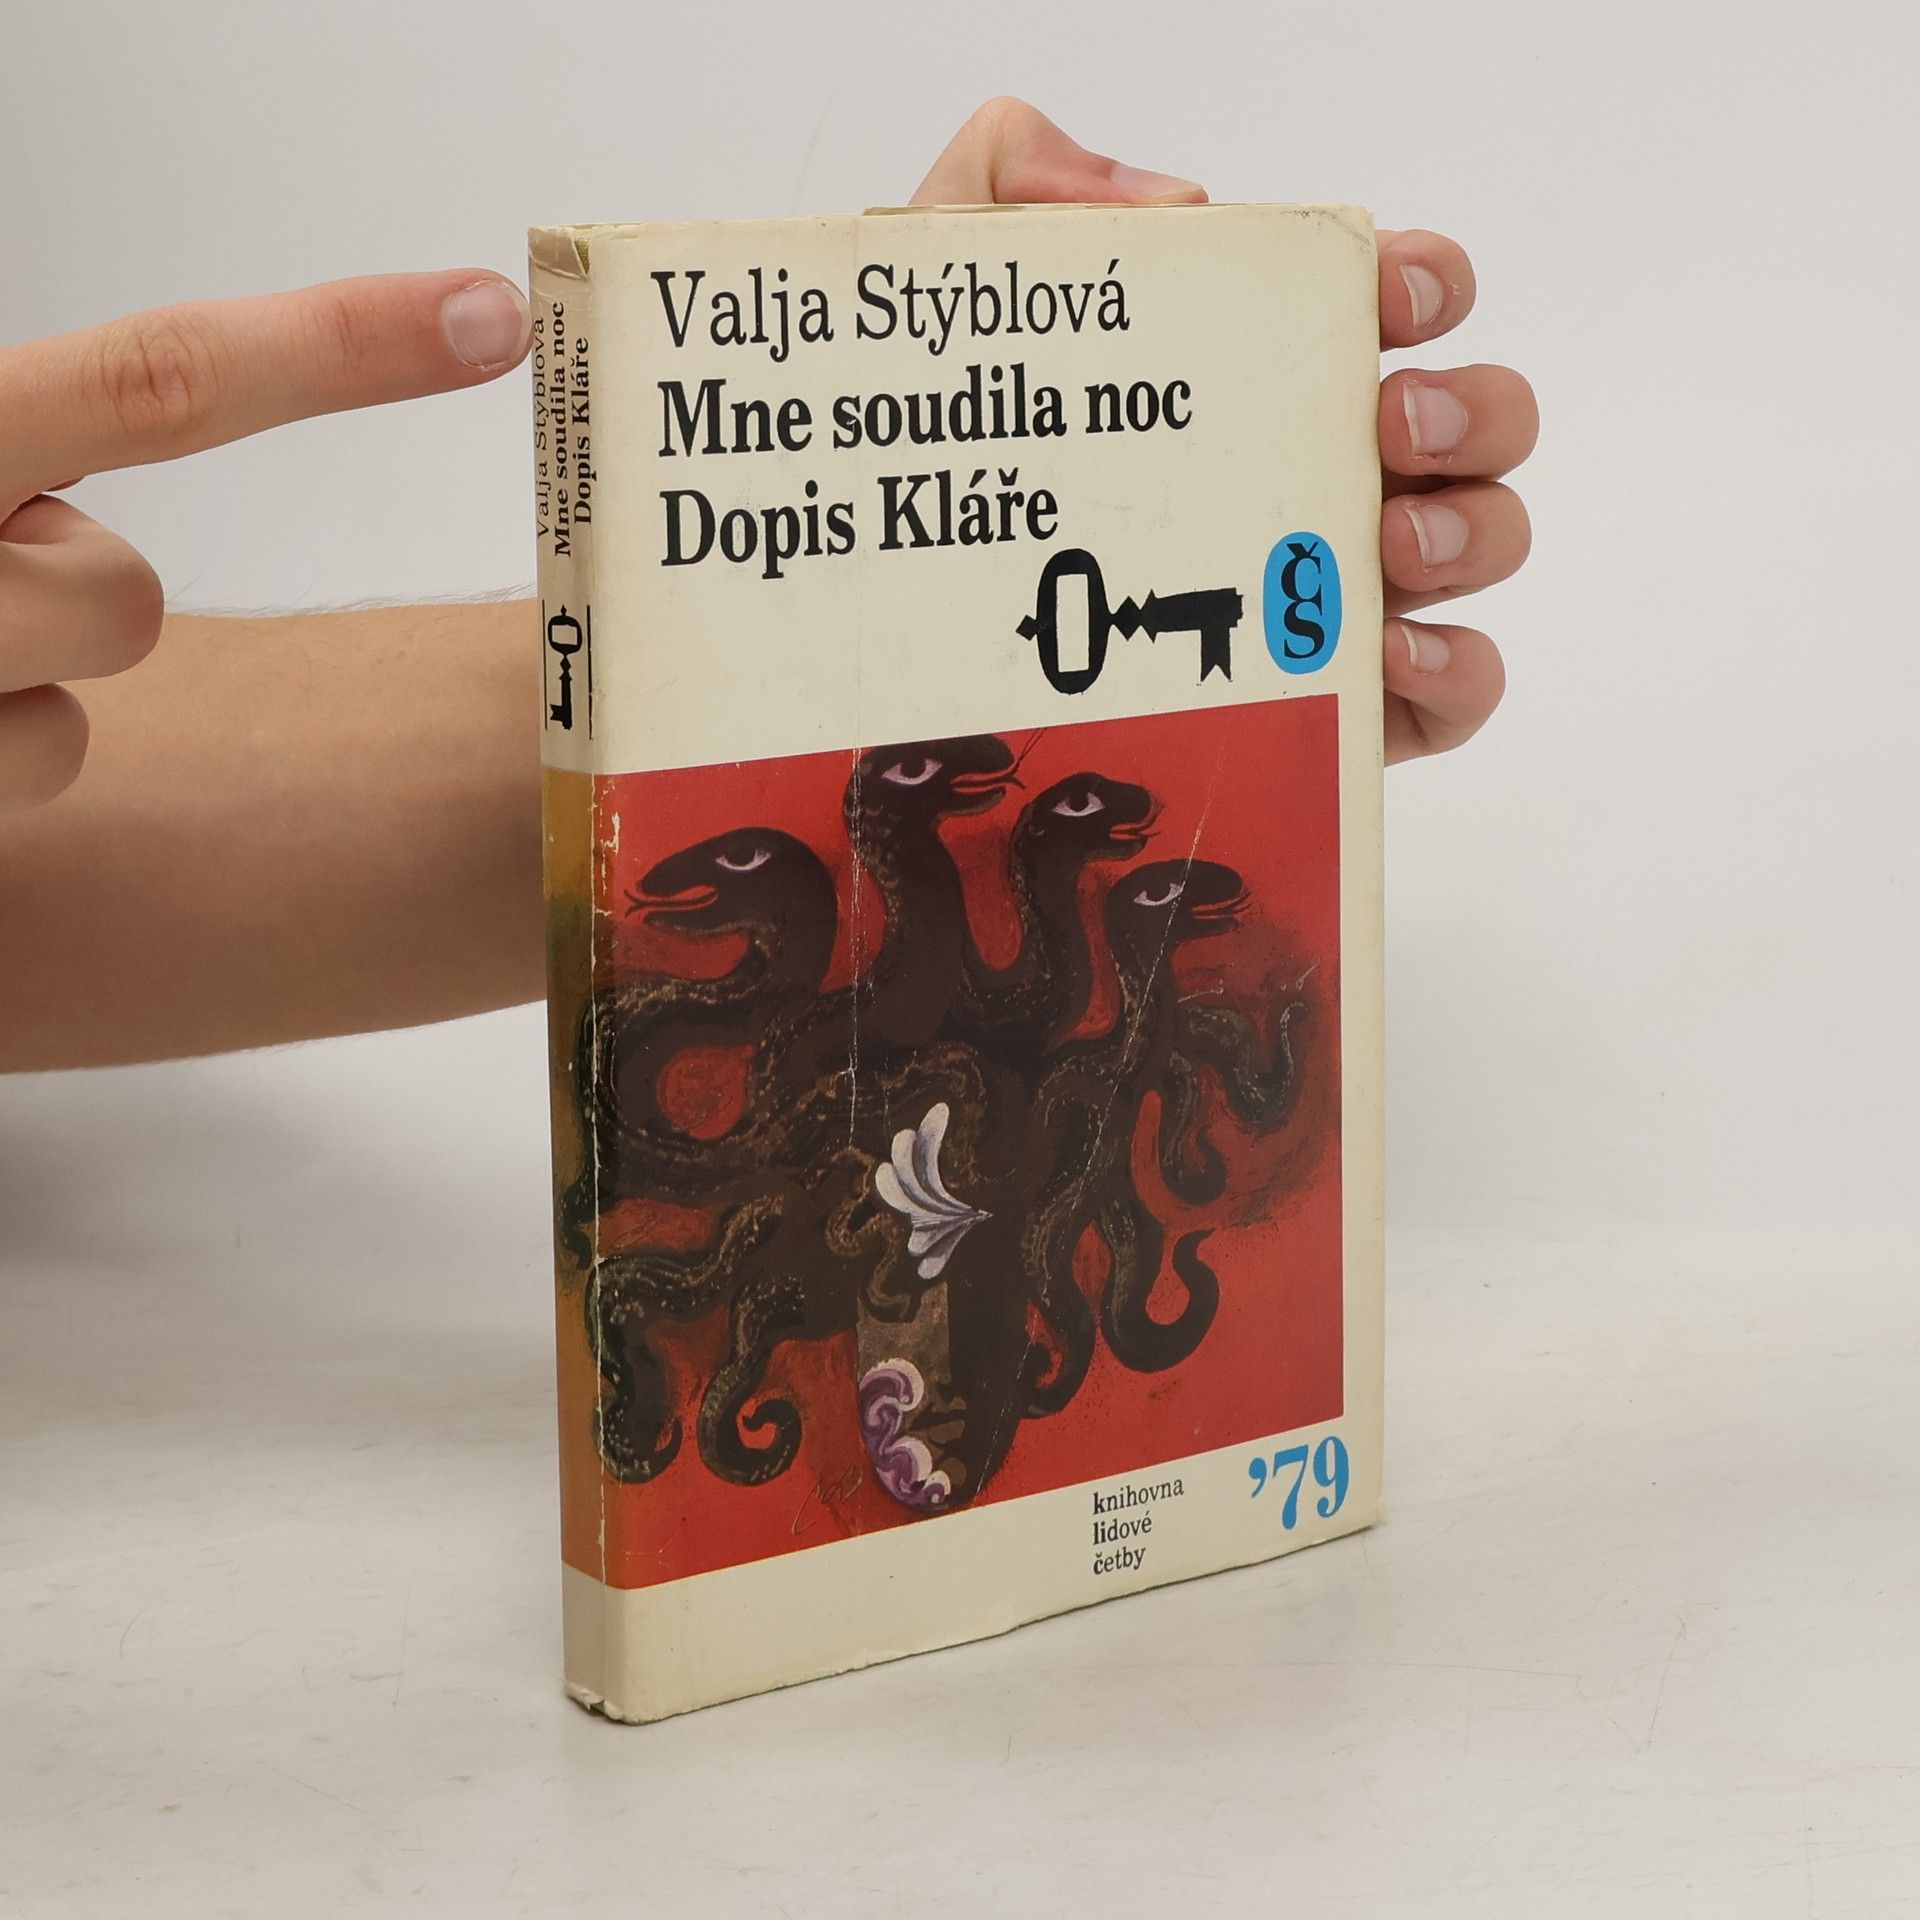 Valja Stýblová
Mne soudila noc
Dopis Kláře
Valja Stýblová
Mne soudila noc
Dopis Kláře
ČS
knihovna
lidové
četby
’79